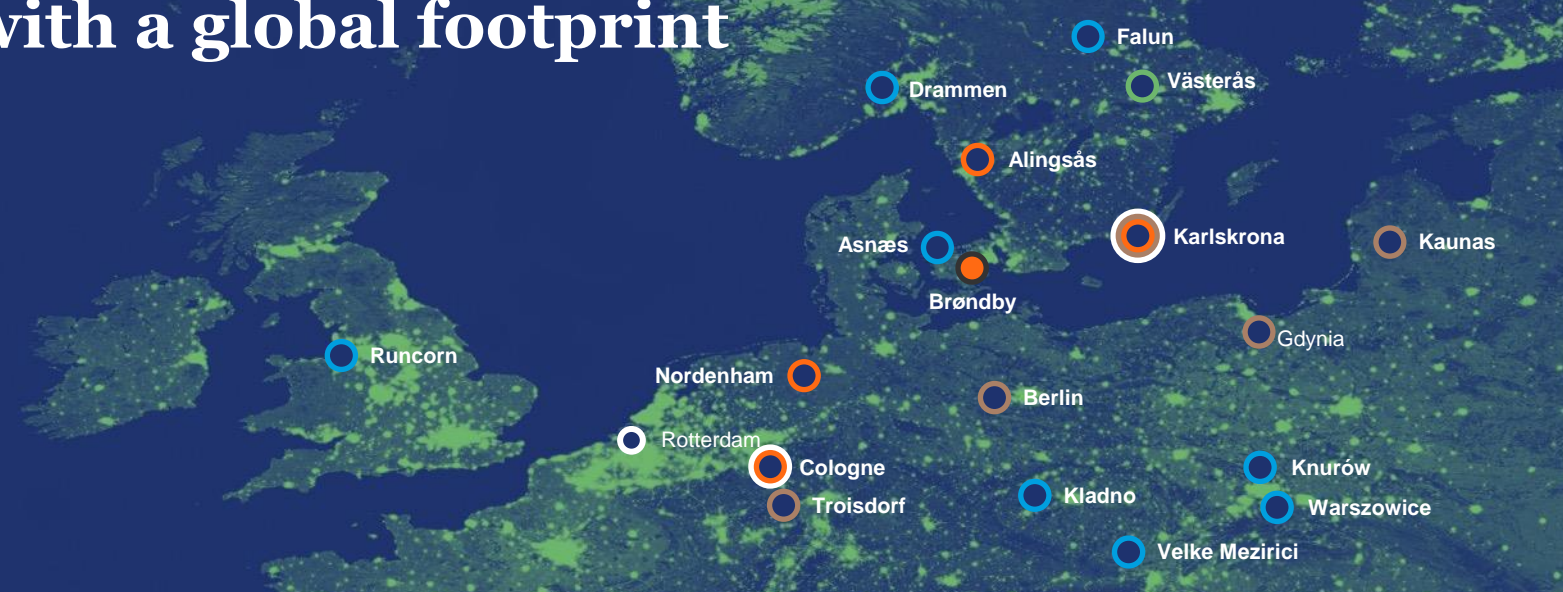 with a global footprint
Falun
Västerås
Drammen
Alingsås
Karlskrona
Kaunas
Asnæs
Brøndby
Gdynia
Runcorn
Nordenham
Berlin
Rotterdam
Cologne
Knurów
Kladno
Troisdorf
Warszowice
Velke Mezirici